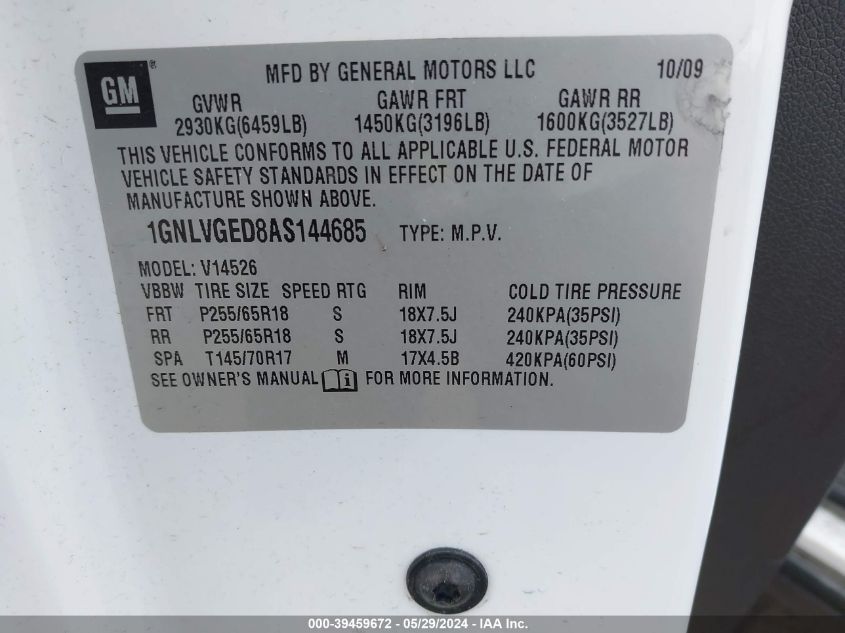 GM ® MFD BY GENERAL MOTORS LLC 10/09
GVWR GAWR FRT GAWR RR
2930KG(6459LB) 1450KG(3196LB) 1600KG(3527LB)
THIS VEHICLE CONFORMS TO ALL APPLICABLE U.S. FEDERAL MOTOR
VEHICLE SAFETY STANDARDS IN EFFECT ON THE DATE OF
MANUFACTURE SHOWN ABOVE.
1GNLVGED8AS144685 TYPE: M.P.V.
MODEL: V14526
VBBW TIRE SIZE SPEED RTG RIM COLD TIRE PRESSURE
FRT P255/65R18 S 18X7.5J 240KPA(35PSI)
RR P255/65R18 S 18X7.5J 240KPA(35PSI)
SPA T145/70R17 M 17X4.5B 420KPA(60PSI)
SEE OWNER'S MANUAL i FOR MORE INFORMATION.
000-39459672 - 05/29/2024 - IAA Inc.